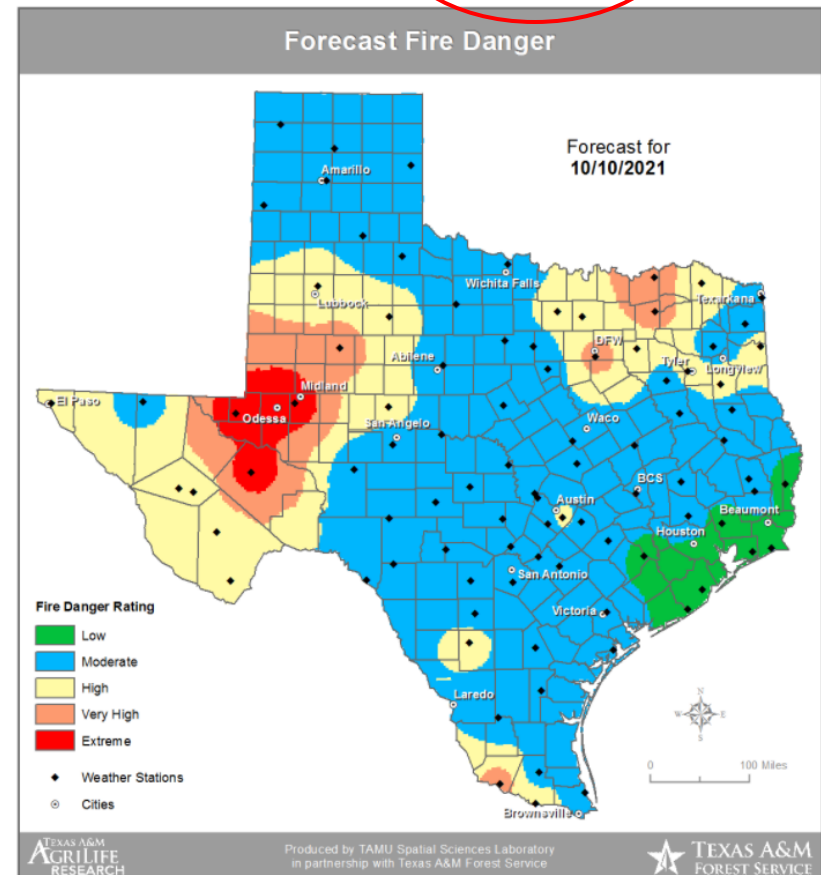 Forecast Fire Danger
Forecast for
10/10/2021
Amarillo
Wichita Falls
Lubbock
Texarkana
DFW
Abilene
Tyler
Longview
Midland
El Paso
Odessa
San Angelo
Waco
BCS
Austin
Beaumont
Houston
San Antonio
Victoria
Laredo
Brownsville
Fire Danger Rating
Low
Moderate
High
Very High
Extreme
Weather Stations
Cities
N
W
E
S
0
100 Miles
TEXAS A&M
AGRILIFE
RESEARCH
Produced by TAMU Spatial Sciences Laboratory
in partnership with Texas A&M Forest Service
TEXAS A&M
FOREST SERVICE